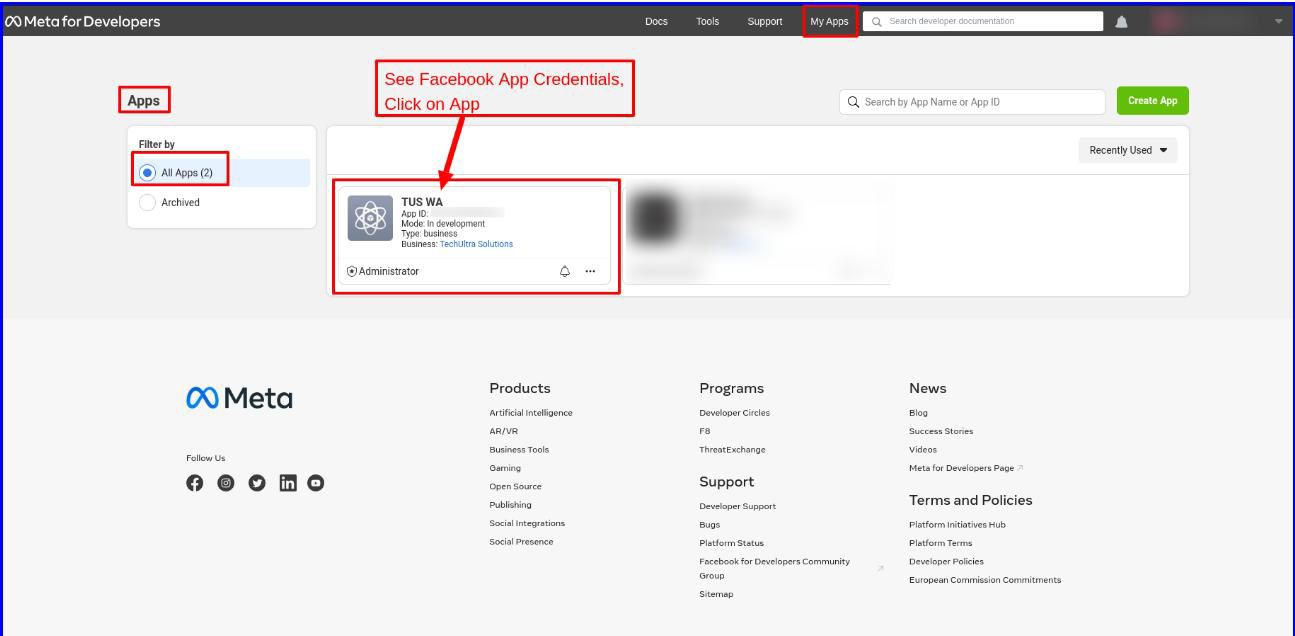 Meta for Developers
Docs
Tools
Support
My Apps
Search developer documentation
See Facebook App Credentials,
Click on App
Apps
Search by App Name or App ID
Create App
Filter by
All Apps (2)
Archived
Recently Used
TUS WA
App ID:
Mode: In development
Type: business
Business: TechUltra Solutions
Administrator
Meta
Follow Us
Products
Artificial Intelligence
AR/VR
Business Tools
Gaming
Open Source
Publishing
Social Integrations
Social Presence
Programs
Developer Circles
F8
ThreatExchange
Support
Developer Support
Bugs
Platform Status
Facebook for Developers Community
Group
Sitemap
News
Blog
Success Stories
Videos
Meta for Developers Page
Terms and Policies
Platform Initiatives Hub
Platform Terms
Developer Policies
European Commission Commitments